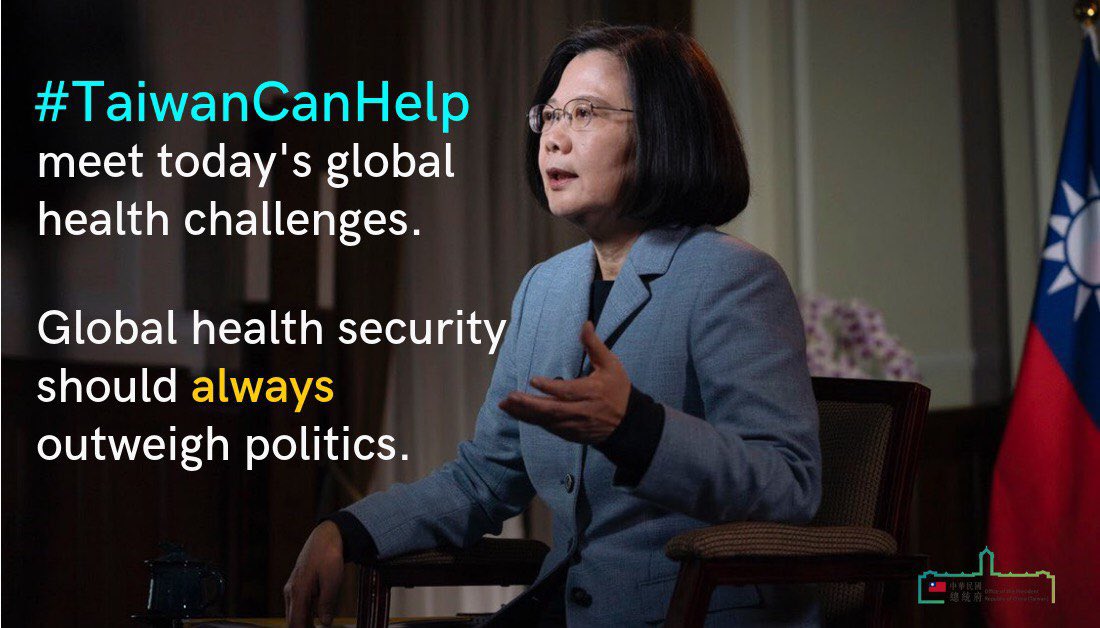 #TaiwanCanHelp
meet today's global
health challenges.
Global health security
should always
outweigh politics.
中華民國
總統府
Office of the President
Republic of China (Taiwan)